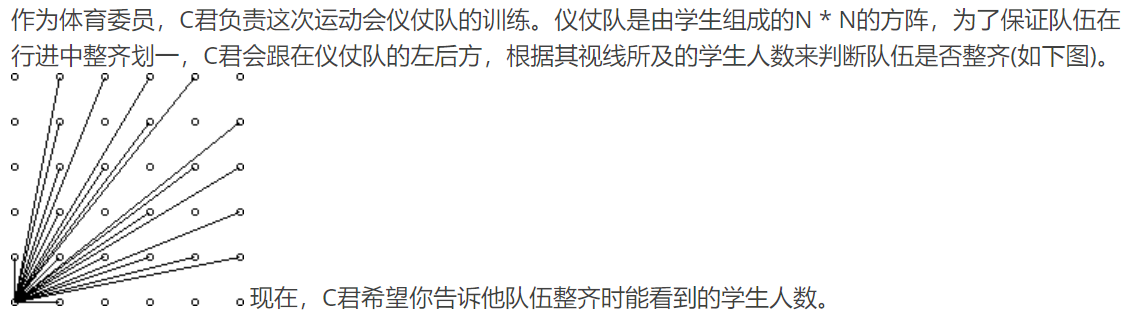 作为体育委员，C君负责这次运动会仪仗队的训练。仪仗队是由学生组成的N * N的方阵，为了保证队伍在
行进中整齐划一，C君会跟在仪仗队的左后方，根据其视线所及的学生人数来判断队伍是否整齐(如下图)。
现在，C君希望你告诉他队伍整齐时能看到的学生人数。